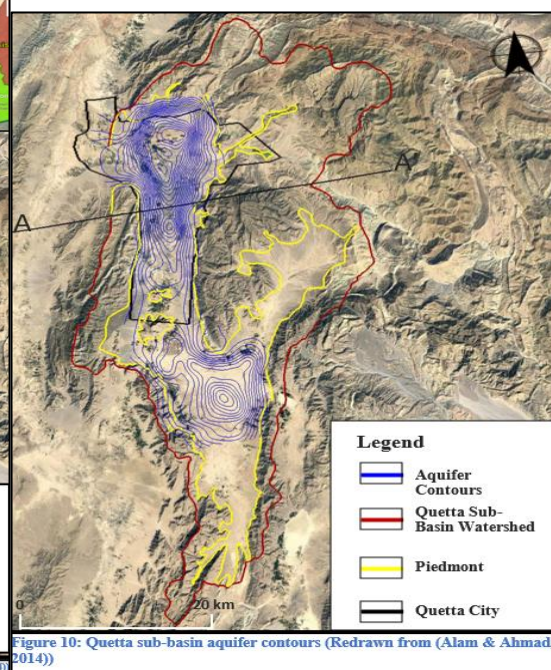 A
A
Legend
Aquifer
Contours
Quetta Sub-
Basin Watershed
Piedmont
Quetta City
0
20 km
Figure 10: Quetta sub-basin aquifer contours (Redrawn from (Alam & Ahmad
2014))